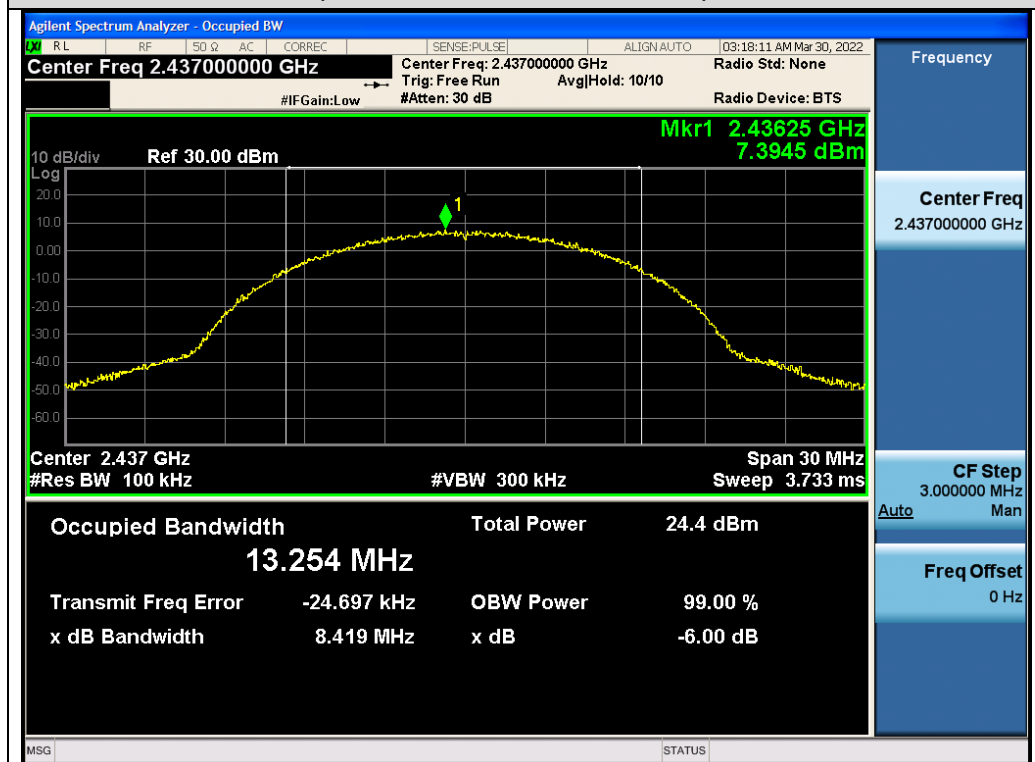 Agilent Spectrum Analyzer - Occupied BW
LXI RL RF 50 Ω AC CORREC SENSE:PULSE ALIGN AUTO 03:18:11 AM Mar 30, 2022
Center Freq 2.437000000 GHz Center Freq: 2.437000000 GHz Radio Std: None
Trig: Free Run Avg|Hold: 10/10
#IFGain:Low #Atten: 30 dB Radio Device: BTS
Mkr1 2.43625 GHz
7.3945 dBm
10 dB/div Ref 30.00 dBm
Log
20.0
1
10.0
0.00
-10.0
-20.0
-30.0
-40.0
-50.0
-60.0
Center 2.437 GHz Span 30 MHz
#Res BW 100 kHz #VBW 300 kHz Sweep 3.733 ms
Occupied Bandwidth Total Power 24.4 dBm
13.254 MHz
Transmit Freq Error -24.697 kHz OBW Power 99.00 %
x dB Bandwidth 8.419 MHz x dB -6.00 dB
MSG STATUS
Frequency
Center Freq
2.437000000 GHz
CF Step
3.000000 MHz
Auto Man
Freq Offset
0 Hz